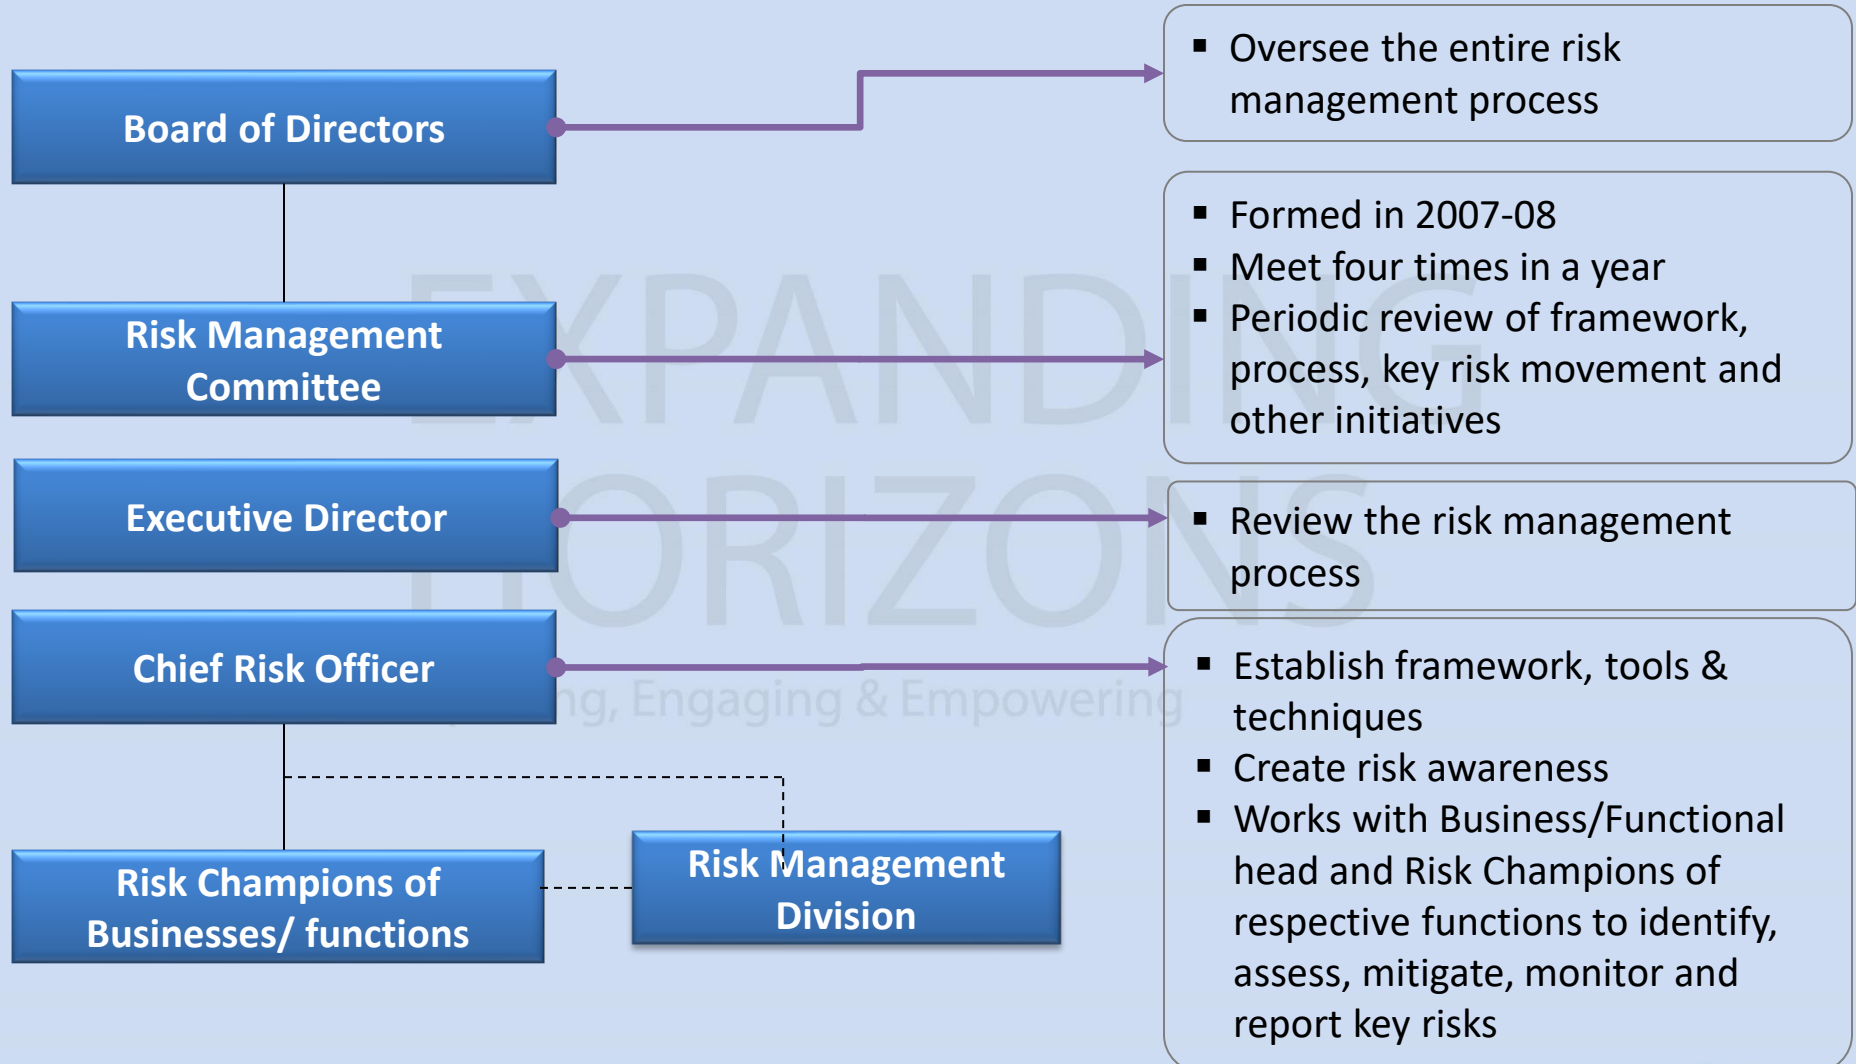 Board of Directors
▪ Oversee the entire risk
management process
Risk Management
Committee
▪ Formed in 2007-08
▪ Meet four times in a year
▪ Periodic review of framework,
process, key risk movement and
other initiatives
Executive Director
▪ Review the risk management
process
Chief Risk Officer
▪ Establish framework, tools &
techniques
▪ Create risk awareness
▪ Works with Business/Functional
head and Risk Champions of
respective functions to identify,
assess, mitigate, monitor and
report key risks
Risk Champions of
Businesses/ functions
Risk Management
Division
EXPANDING
HORIZONS
ng, Engaging & Empowering